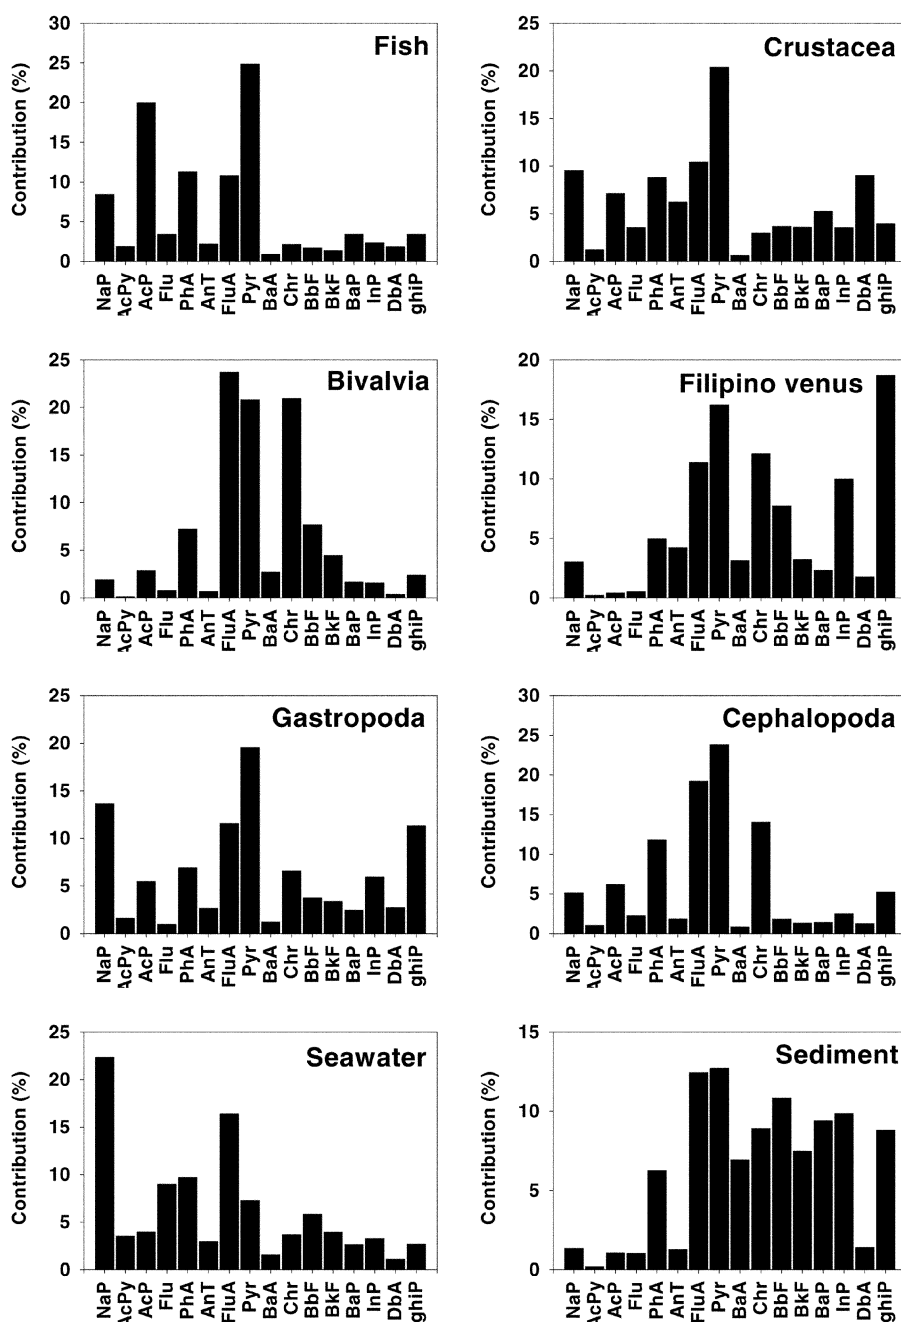 Fish
Contribution (%)
30
25
20
15
10
5
0
NaP AcPy AcP Flu PhA AnT FluA Pyr BaA Chr BbF BkF BaP InP DbA ghiP
Crustacea
Contribution (%)
25
20
15
10
5
0
NaP AcPy AcP Flu PhA AnT FluA Pyr BaA Chr BbF BkF BaP InP DbA ghiP
Bivalvia
Contribution (%)
25
20
15
10
5
0
NaP AcPy AcP Flu PhA AnT FluA Pyr BaA Chr BbF BkF BaP InP DbA ghiP
Filipino venus
Contribution (%)
20
15
10
5
0
NaP AcPy AcP Flu PhA AnT FluA Pyr BaA Chr BbF BkF BaP InP DbA ghiP
Gastropoda
Contribution (%)
25
20
15
10
5
0
NaP AcPy AcP Flu PhA AnT FluA Pyr BaA Chr BbF BkF BaP InP DbA ghiP
Cephalopoda
Contribution (%)
30
25
20
15
10
5
0
NaP AcPy AcP Flu PhA AnT FluA Pyr BaA Chr BbF BkF BaP InP DbA ghiP
Seawater
Contribution (%)
25
20
15
10
5
0
NaP AcPy AcP Flu PhA AnT FluA Pyr BaA Chr BbF BkF BaP InP DbA ghiP
Sediment
Contribution (%)
15
10
5
0
NaP AcPy AcP Flu PhA AnT FluA Pyr BaA Chr BbF BkF BaP InP DbA ghiP